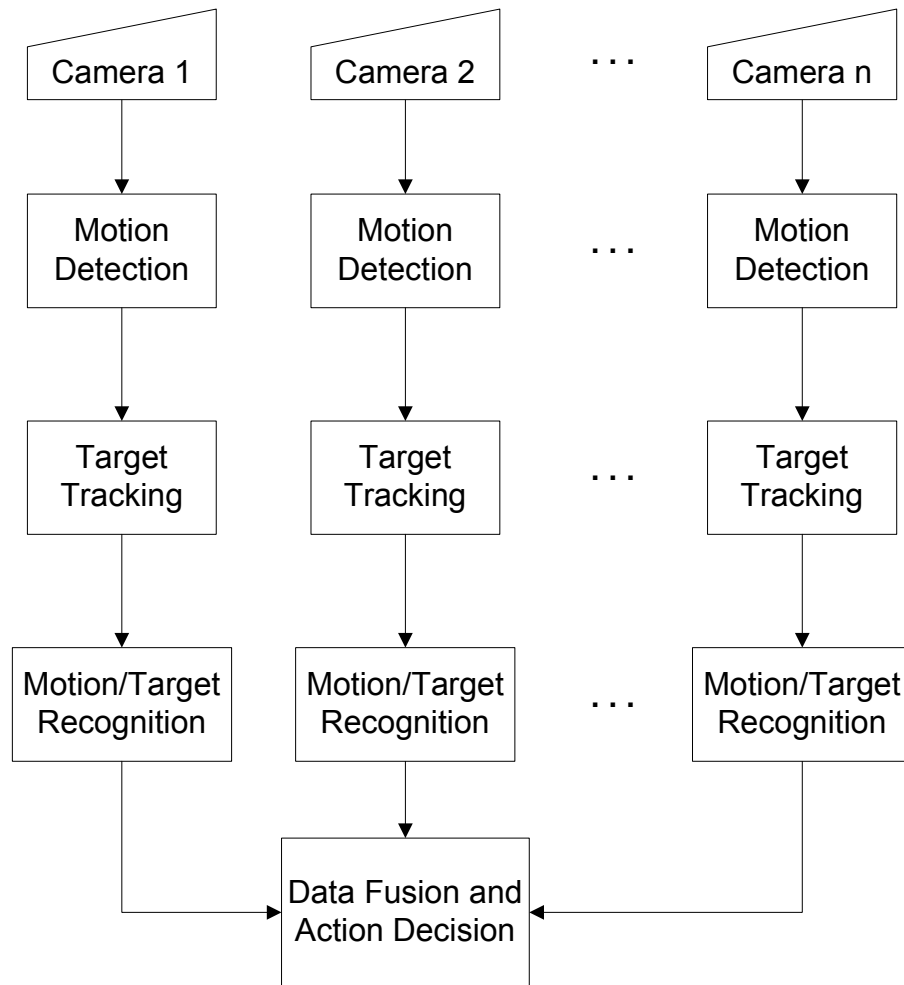 Camera 1
Camera 2
. . .
Camera n
Motion
Detection
Motion
Detection
. . .
Motion
Detection
Target
Tracking
Target
Tracking
. . .
Target
Tracking
Motion/Target
Recognition
Motion/Target
Recognition
. . .
Motion/Target
Recognition
Data Fusion and
Action Decision